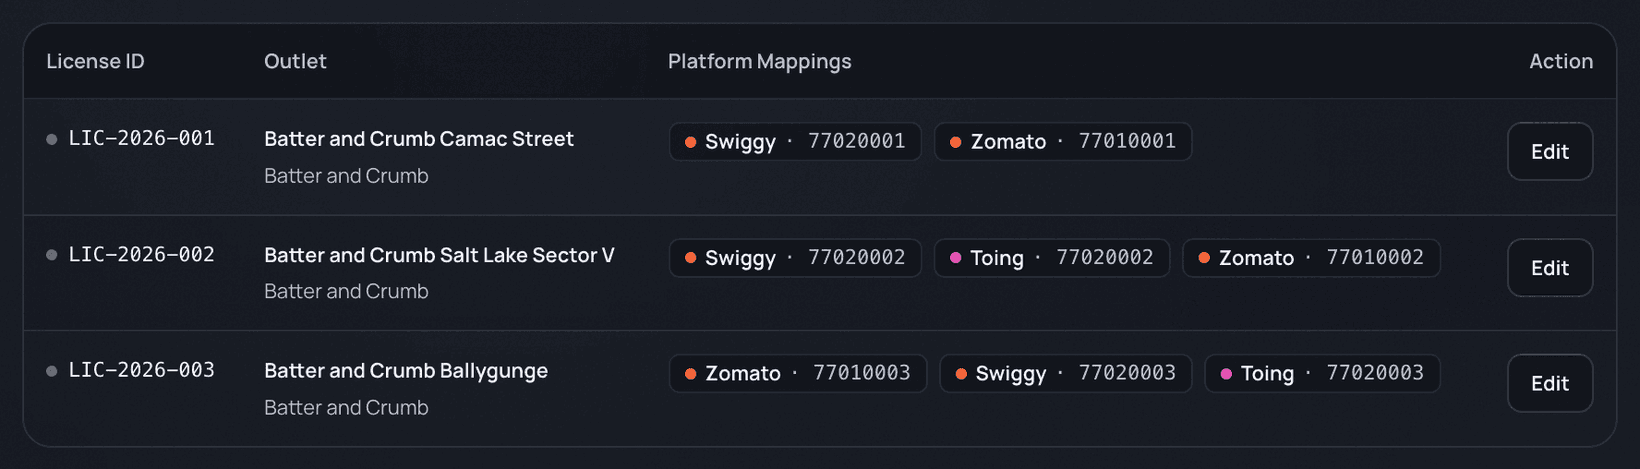 License ID Outlet Platform Mappings Action
LIC-2026-001 Batter and Crumb Camac Street Swiggy · 77020001 Zomato · 77010001 Edit
Batter and Crumb
LIC-2026-002 Batter and Crumb Salt Lake Sector V Swiggy · 77020002 Toing · 77020002 Zomato · 77010002 Edit
Batter and Crumb
LIC-2026-003 Batter and Crumb Ballygunge Zomato · 77010003 Swiggy · 77020003 Toing · 77020003 Edit
Batter and Crumb